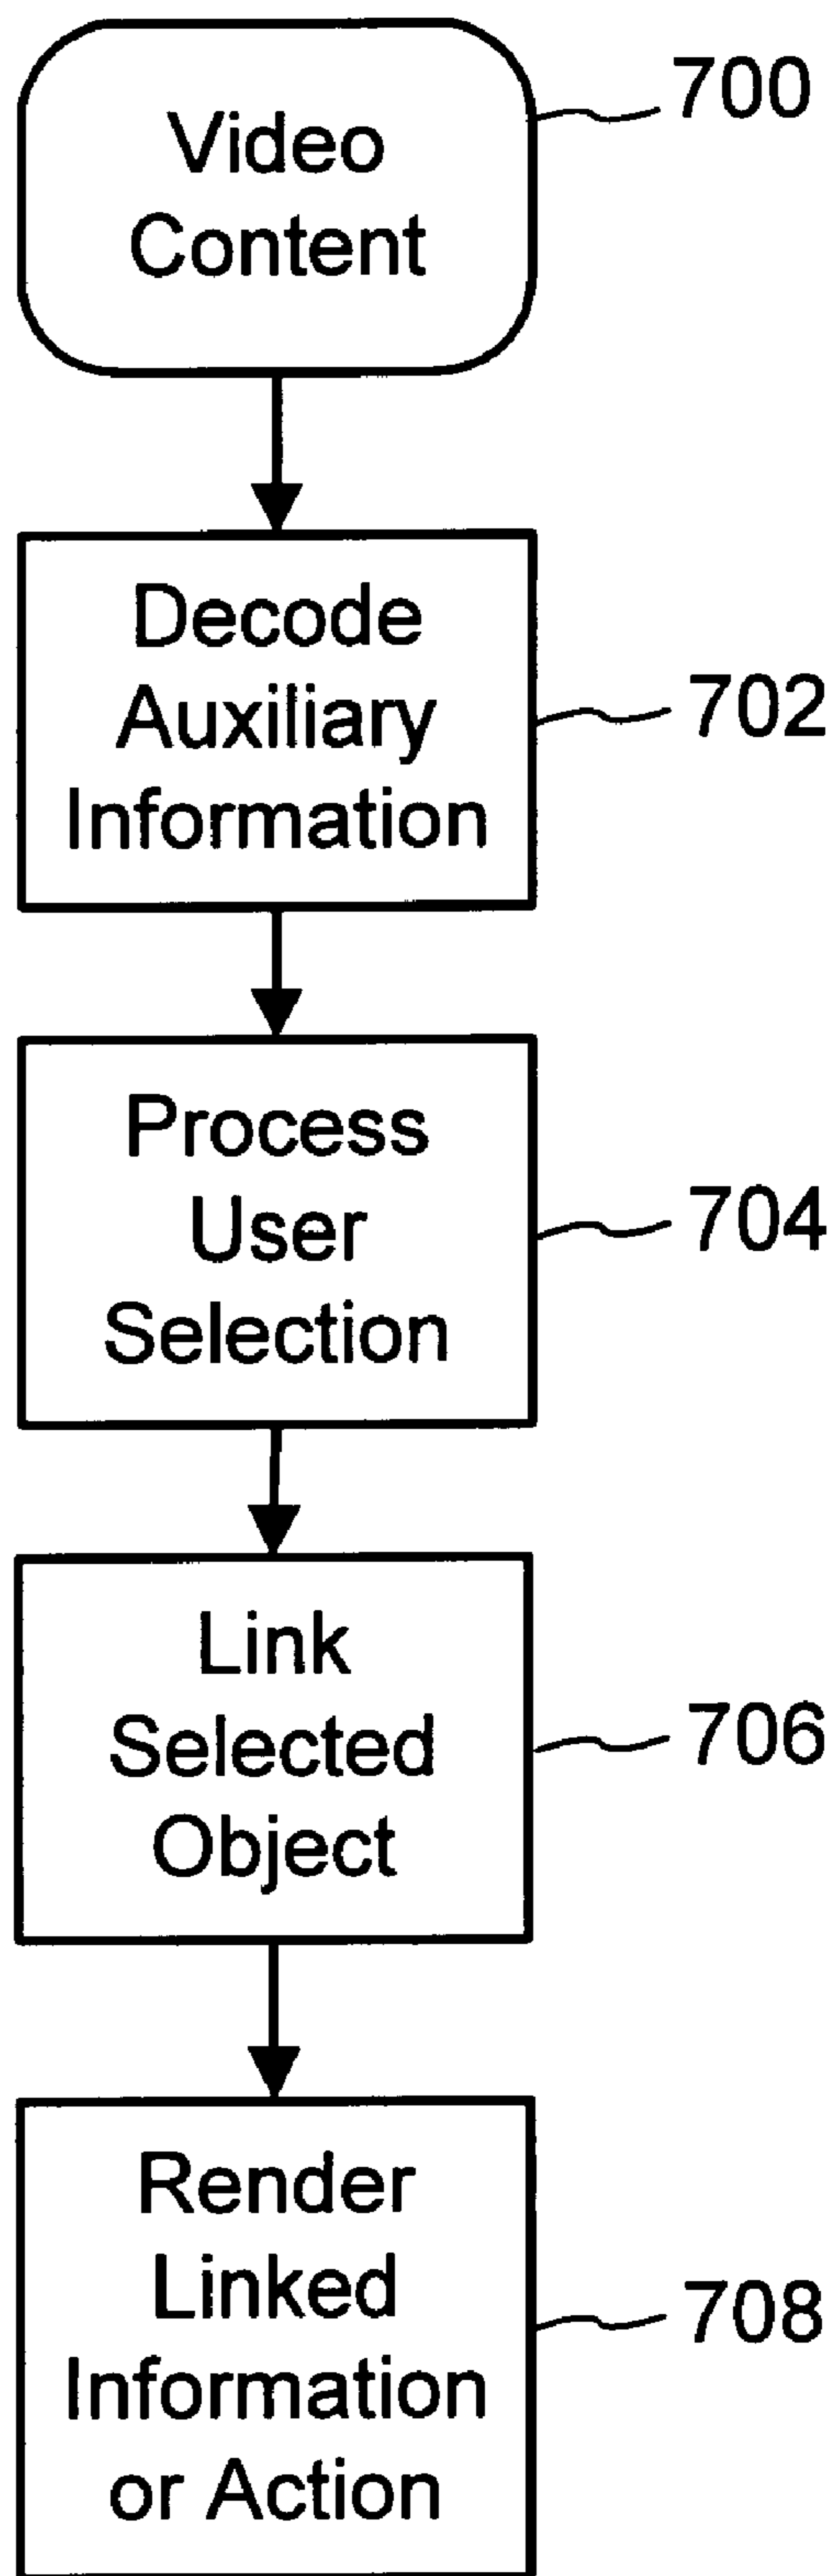 Video
Content
700
Decode
Auxiliary
Information
702
Process
User
Selection
704
Link
Selected
Object
706
Render
Linked
Information
or Action
708